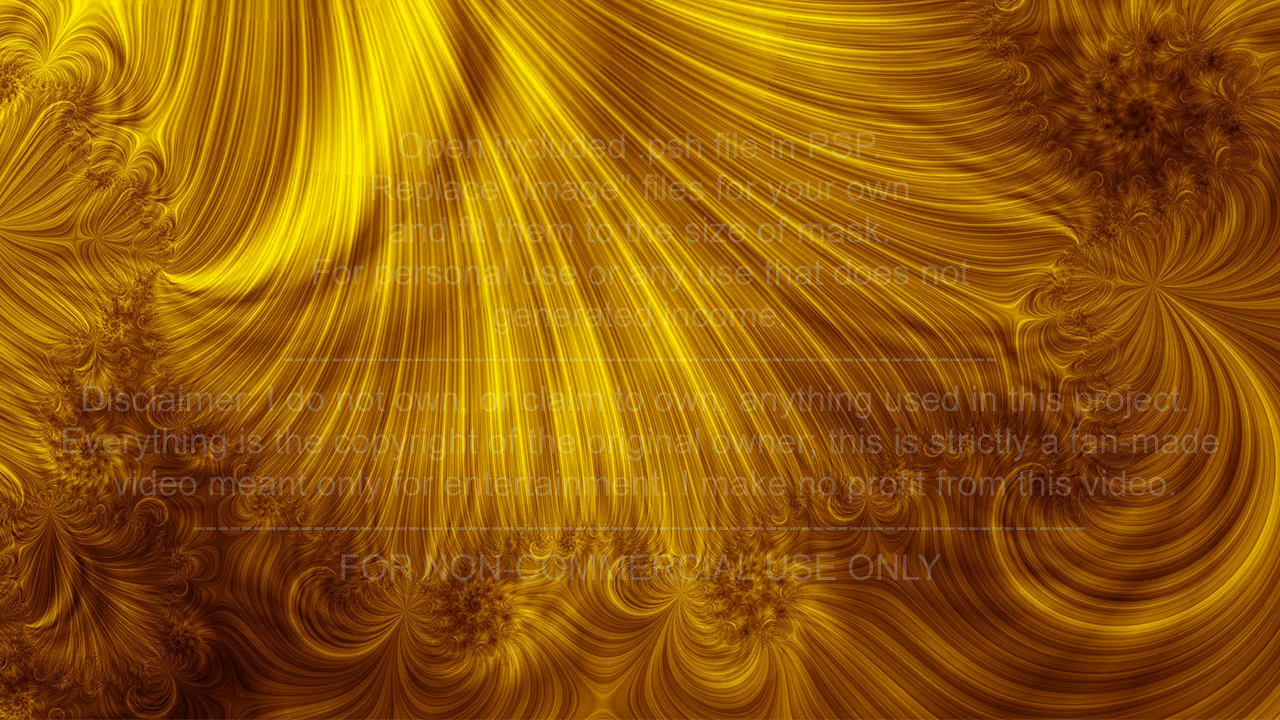 Open included .psh file in PSP.
Replace "image" files for your own
and fit them to the size of mask.
For personal use or any use that does not
generated income.
------------------------------------------------------------
Disclaimer: I do not own, or claim to own, anything used in this project.
Everything is the copyright of the original owner, this is strictly a fan-made
video meant only for entertainment. I make no profit from this video.
---------------------------------------------------------------------------
FOR NON-COMMERCIAL USE ONLY